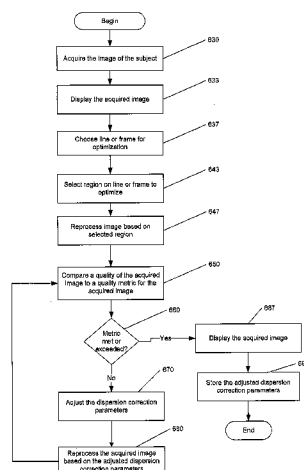 Begin
639
Acquire the image of the subject
633
Display the acquired image
637
Choose line or frame for
optimization
643
Select region on line or frame to
optimize
647
Reprocess image based on
selected region
650
Compare a quality of the acquired
image to a quality metric for the
acquired image
660
Metric
met or
exceeded?
Yes
667
Display the acquired image
No
670
Adjust the dispersion correction
parameters
Store the adjusted dispersion
correction parameters
End
680
Reprocess the acquired image
based on the adjusted dispersion
correction parameters